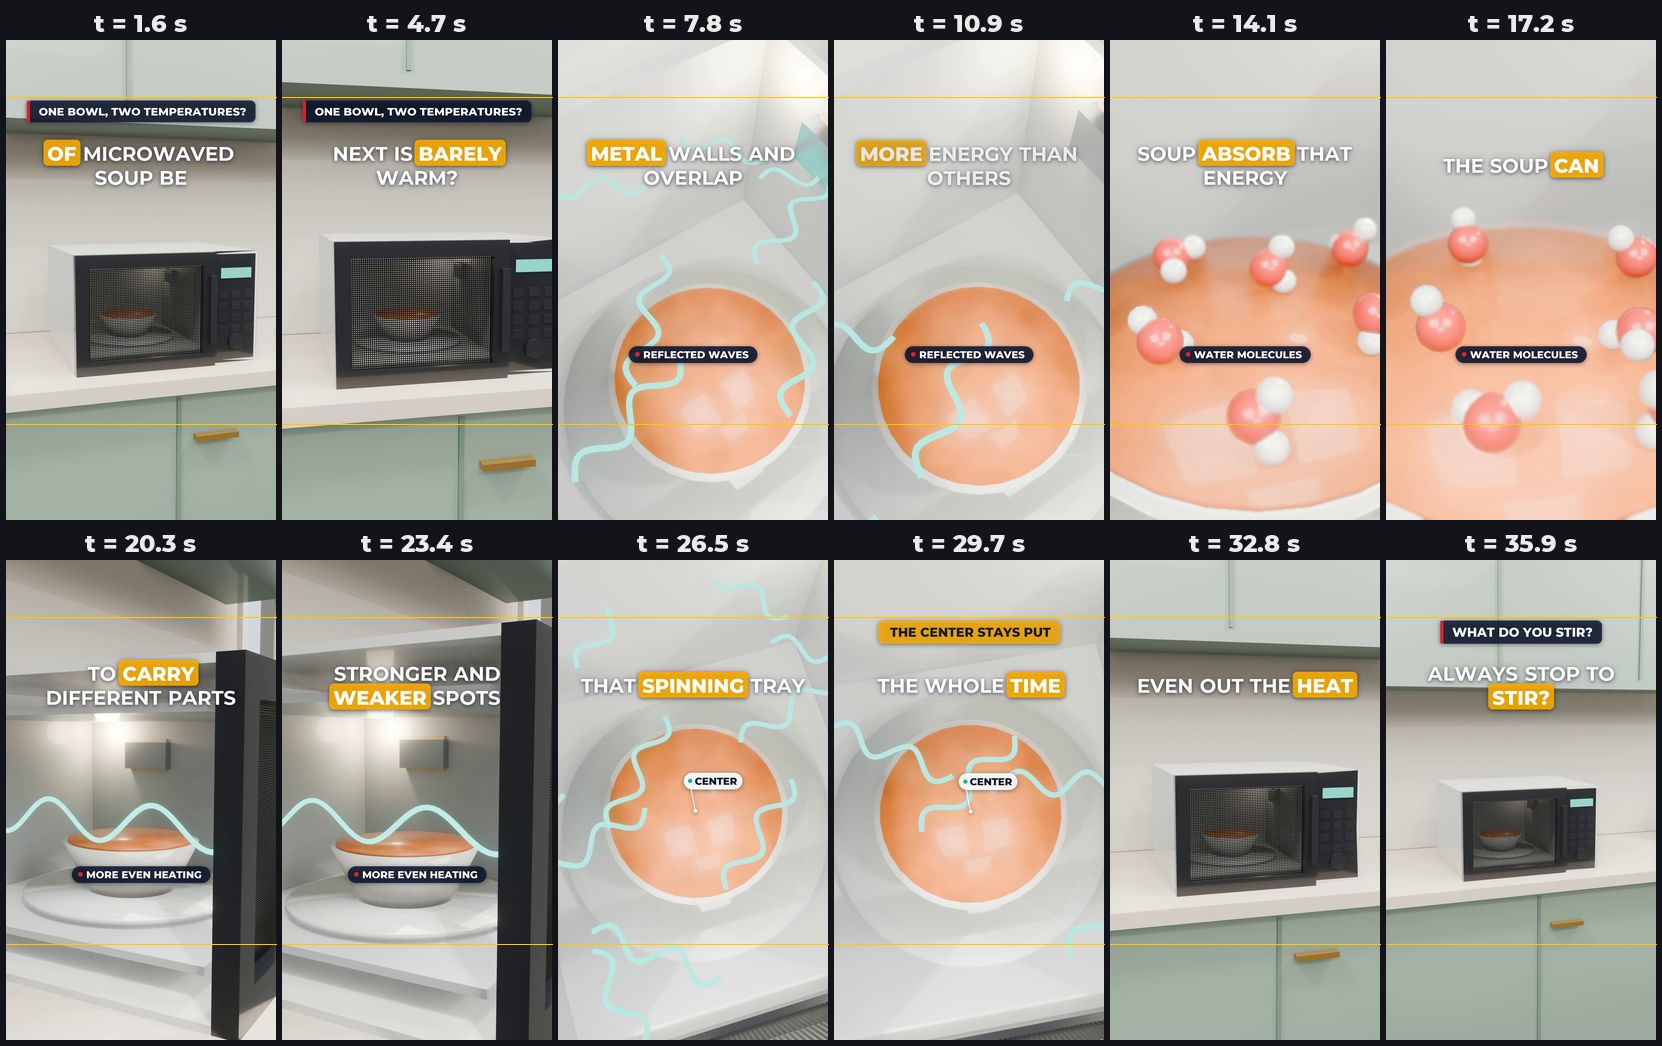 t = 1.6 s
ONE BOWL, TWO TEMPERATURES?
OF MICROWAVED
SOUP BE
t = 4.7 s
ONE BOWL, TWO TEMPERATURES?
NEXT IS BARELY
WARM?
t = 7.8 s
METAL WALLS AND
OVERLAP
REFLECTED WAVES
t = 10.9 s
MORE ENERGY THAN
OTHERS
REFLECTED WAVES
t = 14.1 s
SOUP ABSORB THAT
ENERGY
WATER MOLECULES
t = 17.2 s
THE SOUP CAN
WATER MOLECULES
t = 20.3 s
TO CARRY
DIFFERENT PARTS
MORE EVEN HEATING
t = 23.4 s
STRONGER AND
WEAKER SPOTS
MORE EVEN HEATING
t = 26.5 s
THAT SPINNING TRAY
CENTER
t = 29.7 s
THE CENTER STAYS PUT
THE WHOLE TIME
CENTER
t = 32.8 s
EVEN OUT THE HEAT
t = 35.9 s
WHAT DO YOU STIR?
ALWAYS STOP TO
STIR?